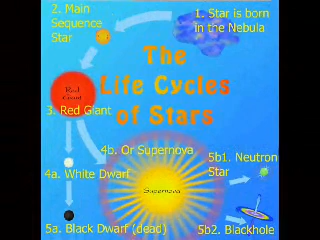 2. Main
Sequence
Star
1. Star is born
in the Nebula
The
Life Cycles
of Stars
Red
Giant
3. Red Giant
4b. Or Supernova
4a. White Dwarf
Supernova
5b1. Neutron
Star
5a. Black Dwarf (dead)
5b2. Blackhole